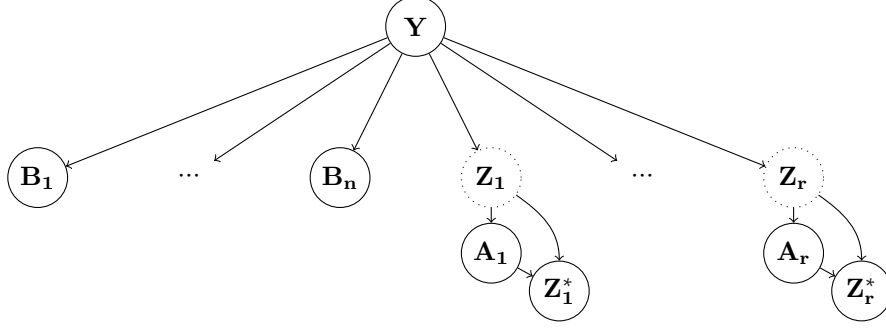 Y
B₁ ... Bₙ Z₁ ... Zᵣ
A₁ Aᵣ
Z₁* Zᵣ*